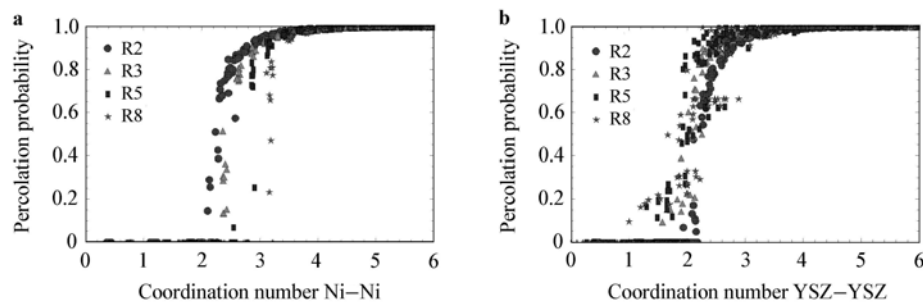 a
Percolation probability
1.0
0.8
0.6
0.4
0.2
0
R2
R3
R5
R8
0 1 2 3 4 5 6
Coordination number Ni−Ni
b
Percolation probability
1.0
0.8
0.6
0.4
0.2
0
R2
R3
R5
R8
0 1 2 3 4 5 6
Coordination number YSZ−YSZ